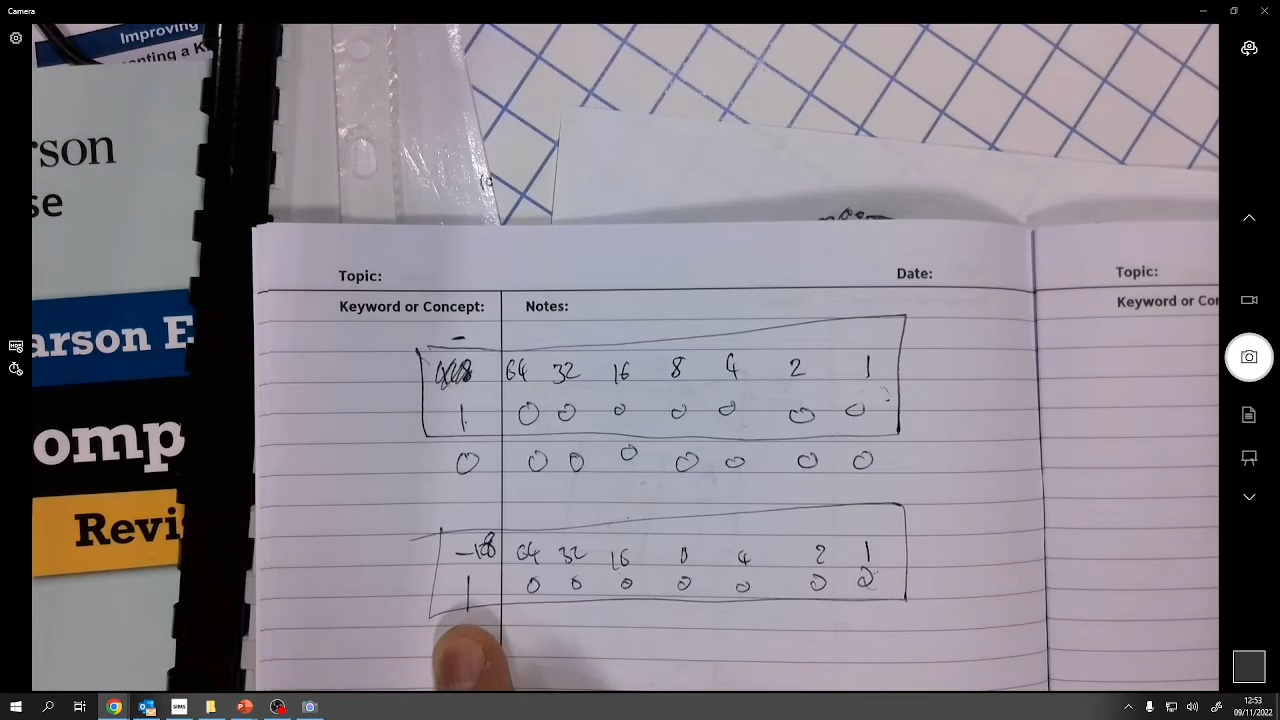 Camera
Improving
enting a K
rson
se
arson E
omp
Revi
Topic: Date: Topic:
Keyword or Concept: Notes: Keyword or Con
-
64 32 16 8 4 2 1
1 0 0 0 0 0 0 0
0 0 0 0 0 0 0 0
-128 64 32 16 8 4 2 1
1 0 0 0 0 0 0 0
SIMS
12:53
09/11/2022